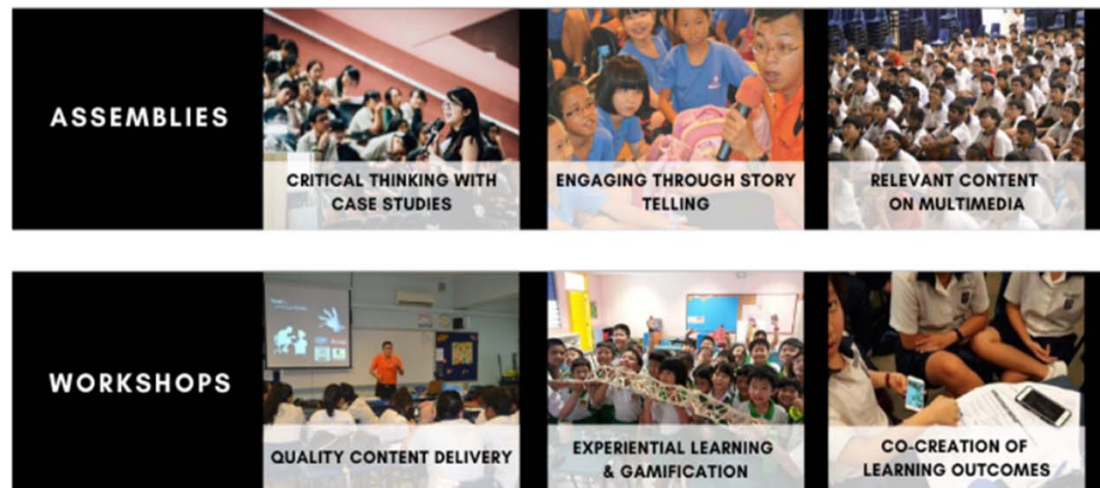 ASSEMBLIES
CRITICAL THINKING WITH
CASE STUDIES
ENGAGING THROUGH STORY
TELLING
RELEVANT CONTENT
ON MULTIMEDIA
WORKSHOPS
QUALITY CONTENT DELIVERY
EXPERIENTIAL LEARNING
& GAMIFICATION
CO-CREATION OF
LEARNING OUTCOMES